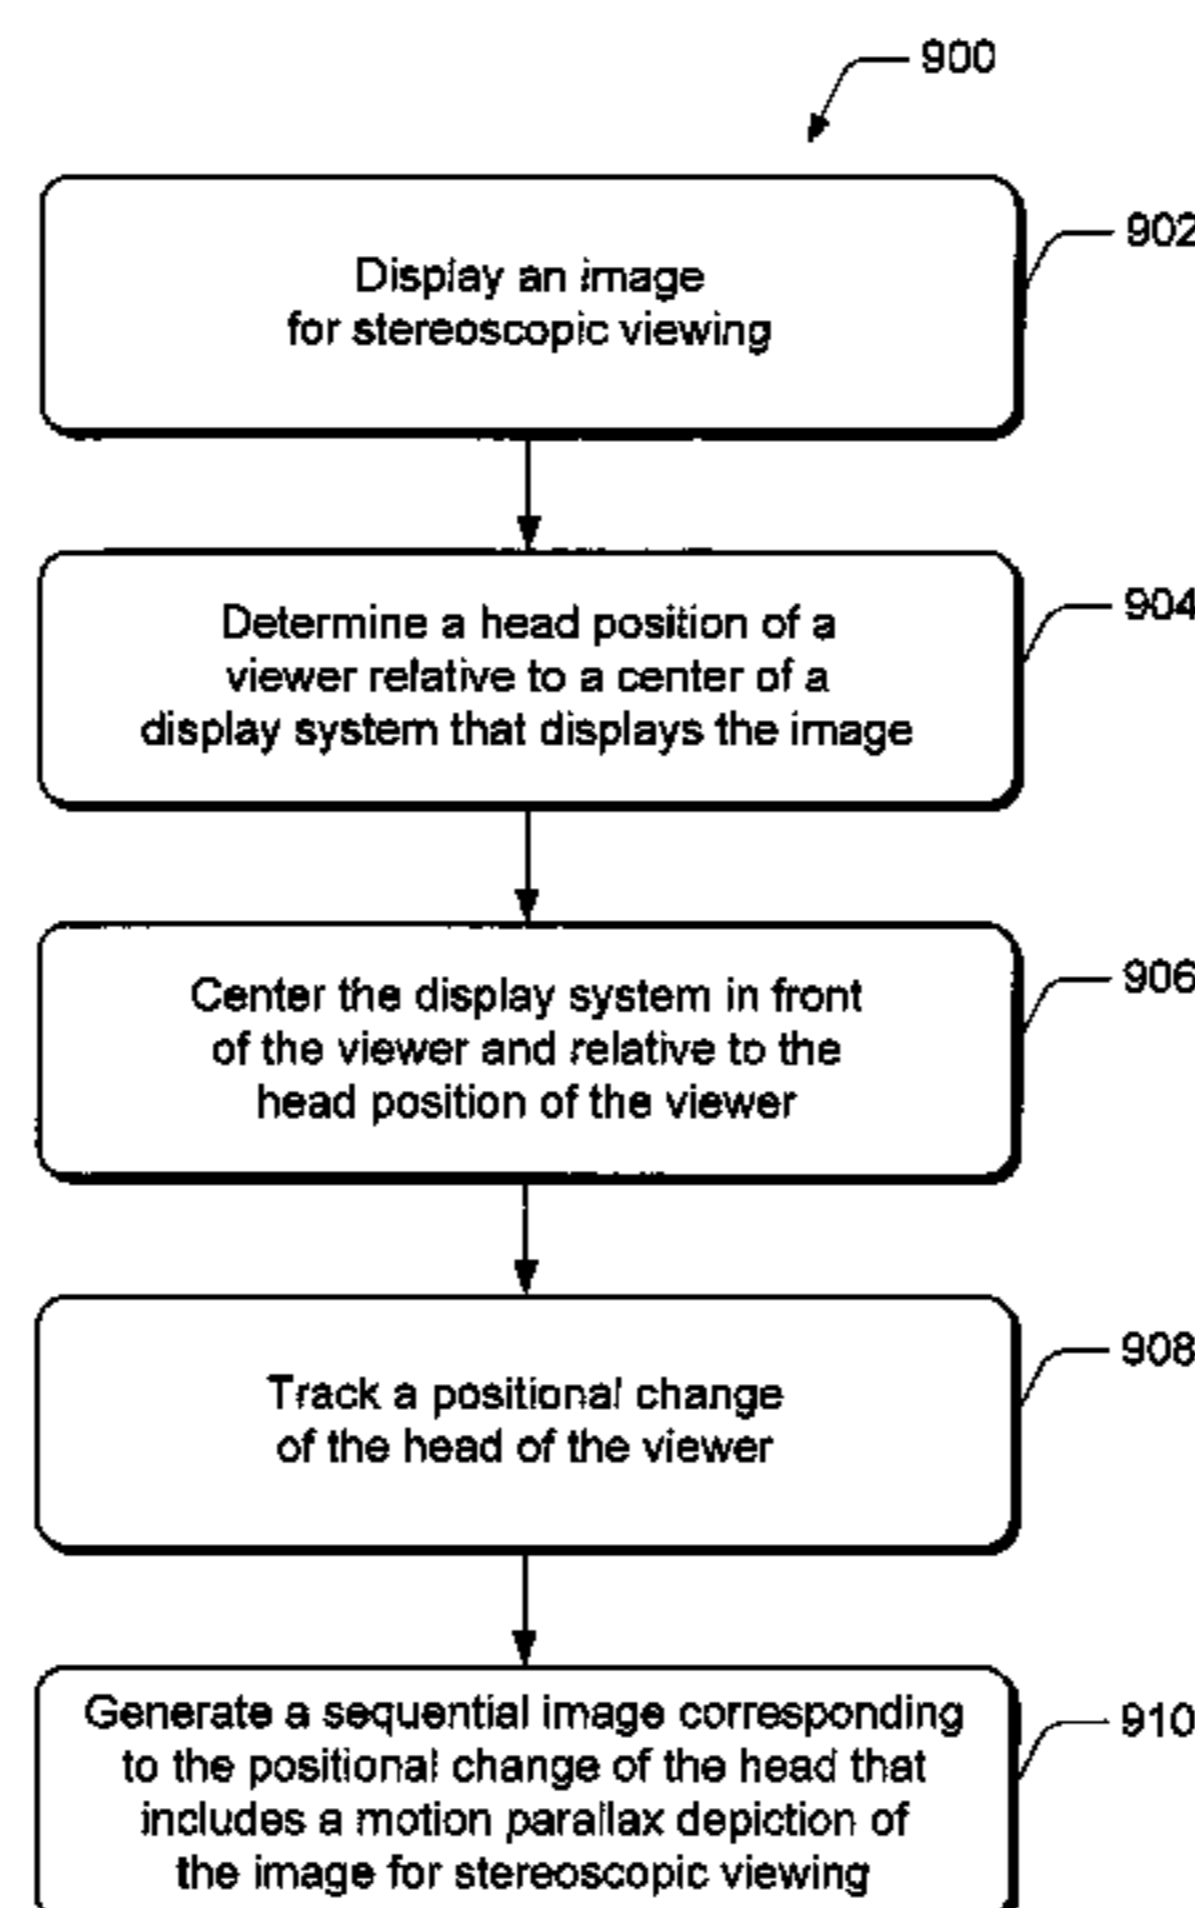 900
Display an image
for stereoscopic viewing
902
Determine a head position of a
viewer relative to a center of a
display system that displays the image
904
Center the display system in front
of the viewer and relative to the
head position of the viewer
906
Track a positional change
of the head of the viewer
908
Generate a sequential image corresponding
to the positional change of the head that
includes a motion parallax depiction of
the image for stereoscopic viewing
910